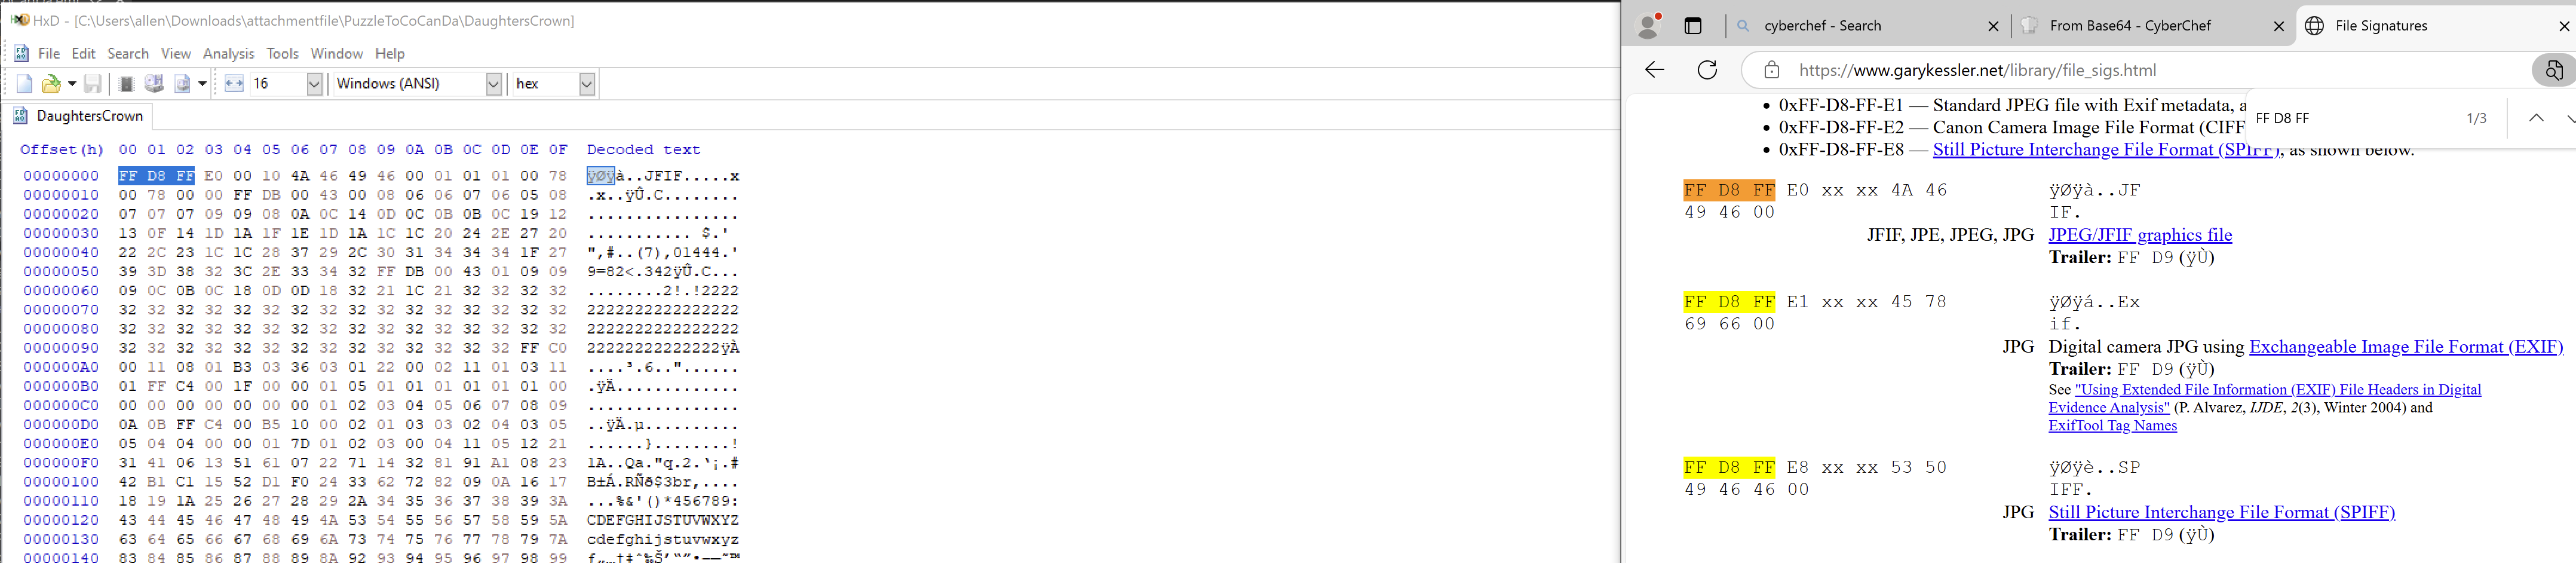 HxD - [C:\Users\allen\Downloads\attachmentfile\PuzzleToCoCanDa\DaughtersCrown]
File Edit Search View Analysis Tools Window Help
16 Windows (ANSI) hex
DaughtersCrown
Offset(h) 00 01 02 03 04 05 06 07 08 09 0A 0B 0C 0D 0E 0F Decoded text
00000000 FF D8 FF E0 00 10 4A 46 49 46 00 01 01 01 00 78 ÿØÿà..JFIF.....x
00000010 00 78 00 00 FF DB 00 43 00 08 06 06 07 06 05 08 .x..ÿÛ.C........
00000020 07 07 07 09 09 08 0A 0C 14 0D 0C 0B 0B 0C 19 12 ................
00000030 13 0F 14 1D 1A 1F 1E 1D 1A 1C 1C 20 24 2E 27 20 ........... $.'
00000040 22 2C 23 1C 1C 28 37 29 2C 30 31 34 34 34 1F 27 ",#..(7),01444.'
00000050 39 3D 38 32 3C 2E 33 34 32 FF DB 00 43 01 09 09 9=82<.342ÿÛ.C...
00000060 09 0C 0B 0C 18 0D 0D 18 32 21 1C 21 32 32 32 32 ........2!.!2222
00000070 32 32 32 32 32 32 32 32 32 32 32 32 32 32 32 32 2222222222222222
00000080 32 32 32 32 32 32 32 32 32 32 32 32 32 32 32 32 2222222222222222
00000090 32 32 32 32 32 32 32 32 32 32 32 32 32 32 FF C0 22222222222222ÿÀ
000000A0 00 11 08 01 B3 03 36 03 01 22 00 02 11 01 03 11 ....³.6.."......
000000B0 01 FF C4 00 1F 00 00 01 05 01 01 01 01 01 01 00 .ÿÄ.............
000000C0 00 00 00 00 00 00 00 01 02 03 04 05 06 07 08 09 ................
000000D0 0A 0B FF C4 00 B5 10 00 02 01 03 03 02 04 03 05 ..ÿÄ.µ..........
000000E0 05 04 04 00 00 01 7D 01 02 03 00 04 11 05 12 21 ......}........!
000000F0 31 41 06 13 51 61 07 22 71 14 32 81 91 A1 08 23 1A..Qa."q.2.‘¡.#
00000100 42 B1 C1 15 52 D1 F0 24 33 62 72 82 09 0A 16 17 B±Á.RÑð$3br‚....
00000110 18 19 1A 25 26 27 28 29 2A 34 35 36 37 38 39 3A ...%&'()*456789:
00000120 43 44 45 46 47 48 49 4A 53 54 55 56 57 58 59 5A CDEFGHIJSTUVWXYZ
00000130 63 64 65 66 67 68 69 6A 73 74 75 76 77 78 79 7A cdefghijstuvwxyz
00000140 83 84 85 86 87 88 89 8A 92 93 94 95 96 97 98 99 ƒ„…†‡ˆ‰Š’“”•–—˜™
cyberchef - Search From Base64 - CyberChef File Signatures
https://www.garykessler.net/library/file_sigs.html
FF D8 FF 1/3
• 0xFF-D8-FF-E1 — Standard JPEG file with Exif metadata, a
• 0xFF-D8-FF-E2 — Canon Camera Image File Format (CIFF
• 0xFF-D8-FF-E8 — Still Picture Interchange File Format (SPIFF), as shown below.
FF D8 FF E0 xx xx 4A 46 ÿØÿà..JF
49 46 00 IF.
JFIF, JPE, JPEG, JPG JPEG/JFIF graphics file
Trailer: FF D9 (ÿÙ)
FF D8 FF E1 xx xx 45 78 ÿØÿá..Ex
69 66 00 if.
JPG Digital camera JPG using Exchangeable Image File Format (EXIF)
Trailer: FF D9 (ÿÙ)
See "Using Extended File Information (EXIF) File Headers in Digital
Evidence Analysis" (P. Alvarez, IJDE, 2(3), Winter 2004) and
ExifTool Tag Names
FF D8 FF E8 xx xx 53 50 ÿØÿè..SP
49 46 46 00 IFF.
JPG Still Picture Interchange File Format (SPIFF)
Trailer: FF D9 (ÿÙ)